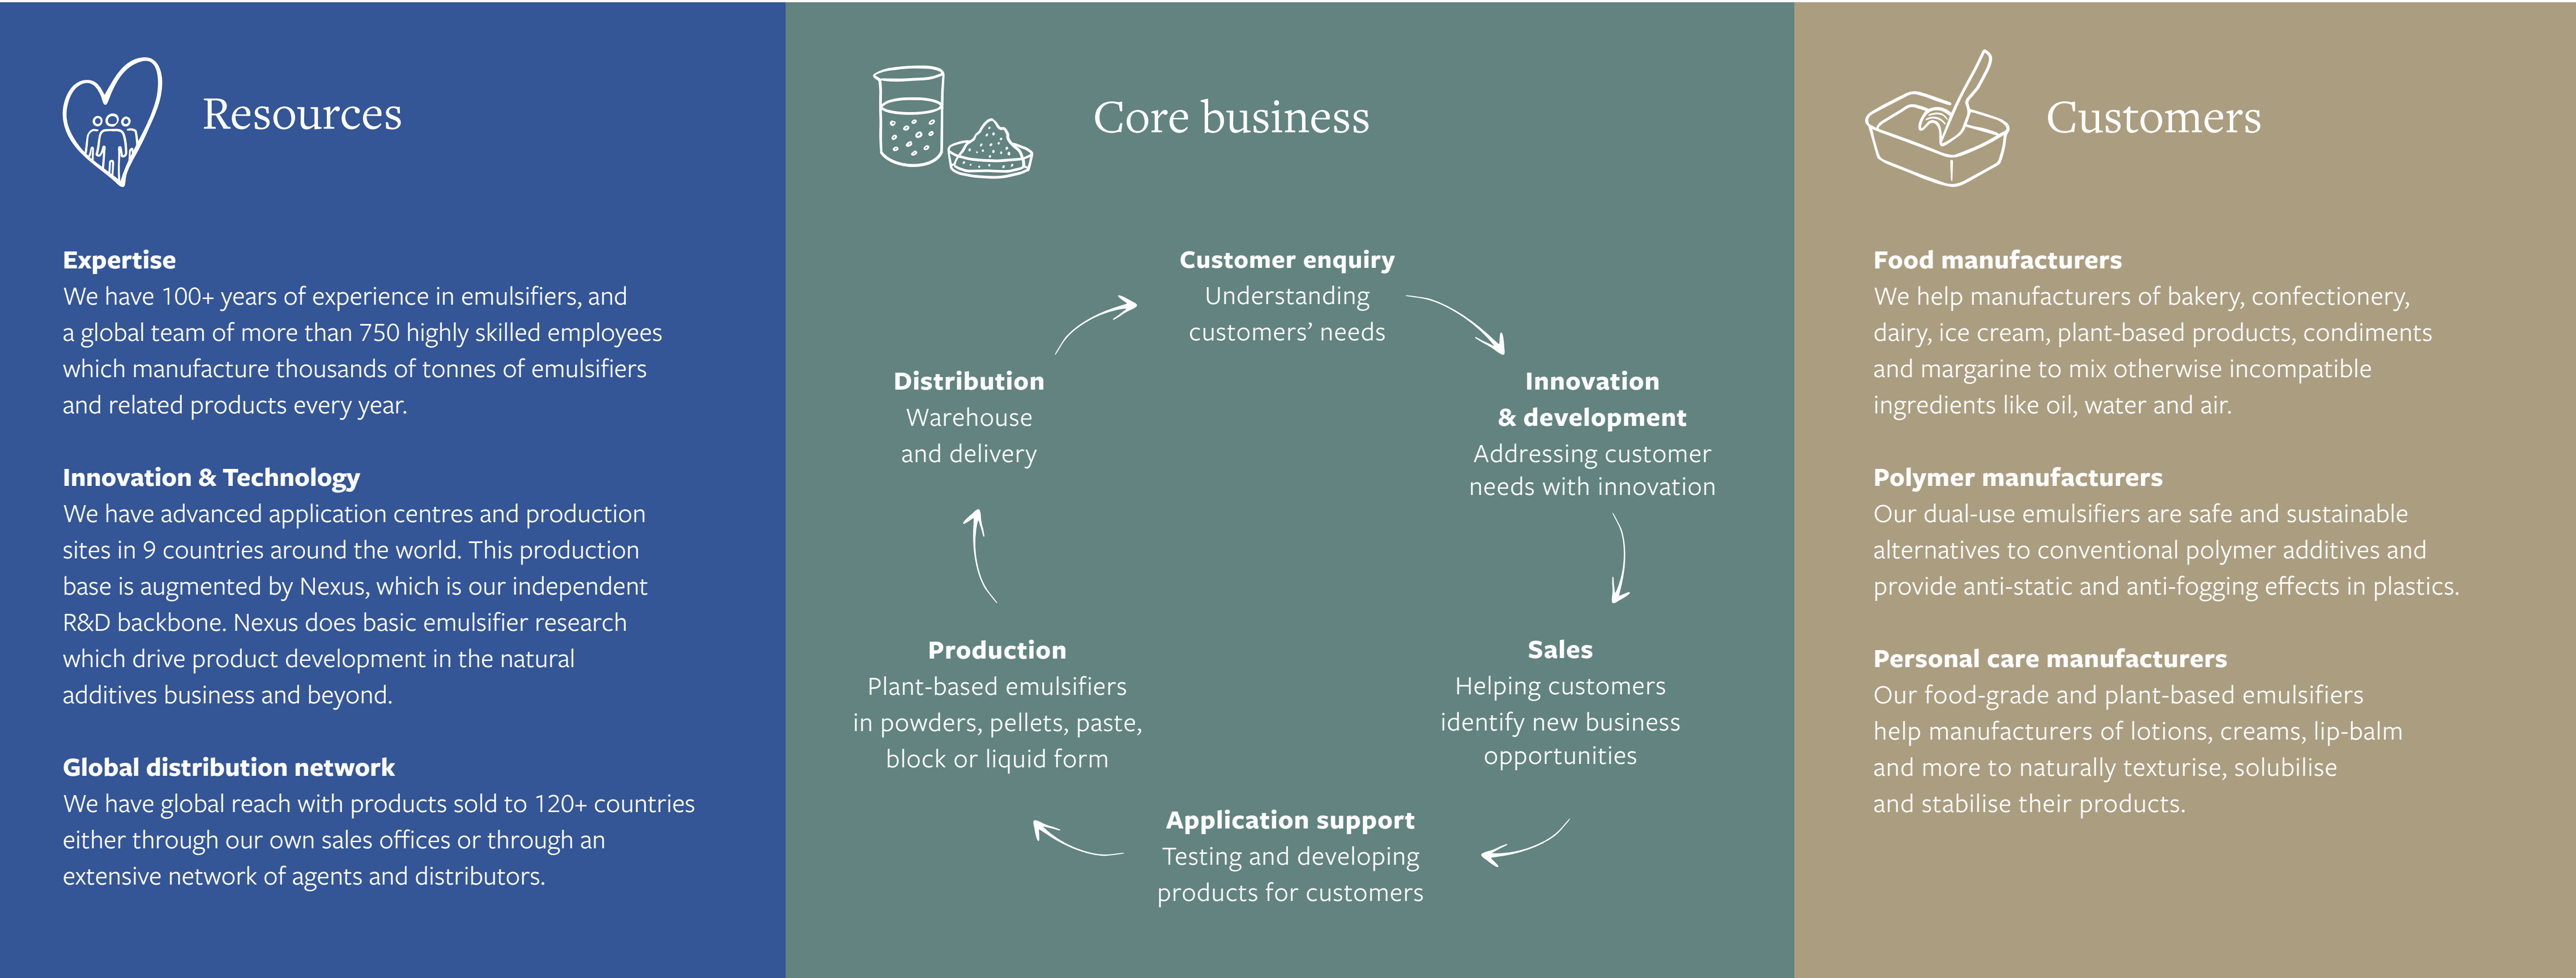 Resources
Expertise
We have 100+ years of experience in emulsifiers, and
a global team of more than 750 highly skilled employees
which manufacture thousands of tonnes of emulsifiers
and related products every year.
Innovation & Technology
We have advanced application centres and production
sites in 9 countries around the world. This production
base is augmented by Nexus, which is our independent
R&D backbone. Nexus does basic emulsifier research
which drive product development in the natural
additives business and beyond.
Global distribution network
We have global reach with products sold to 120+ countries
either through our own sales offices or through an
extensive network of agents and distributors.
Core business
Customer enquiry
Understanding
customers’ needs
Innovation
& development
Addressing customer
needs with innovation
Sales
Helping customers
identify new business
opportunities
Application support
Testing and developing
products for customers
Production
Plant-based emulsifiers
in powders, pellets, paste,
block or liquid form
Distribution
Warehouse
and delivery
Customers
Food manufacturers
We help manufacturers of bakery, confectionery,
dairy, ice cream, plant-based products, condiments
and margarine to mix otherwise incompatible
ingredients like oil, water and air.
Polymer manufacturers
Our dual-use emulsifiers are safe and sustainable
alternatives to conventional polymer additives and
provide anti-static and anti-fogging effects in plastics.
Personal care manufacturers
Our food-grade and plant-based emulsifiers
help manufacturers of lotions, creams, lip-balm
and more to naturally texturise, solubilise
and stabilise their products.